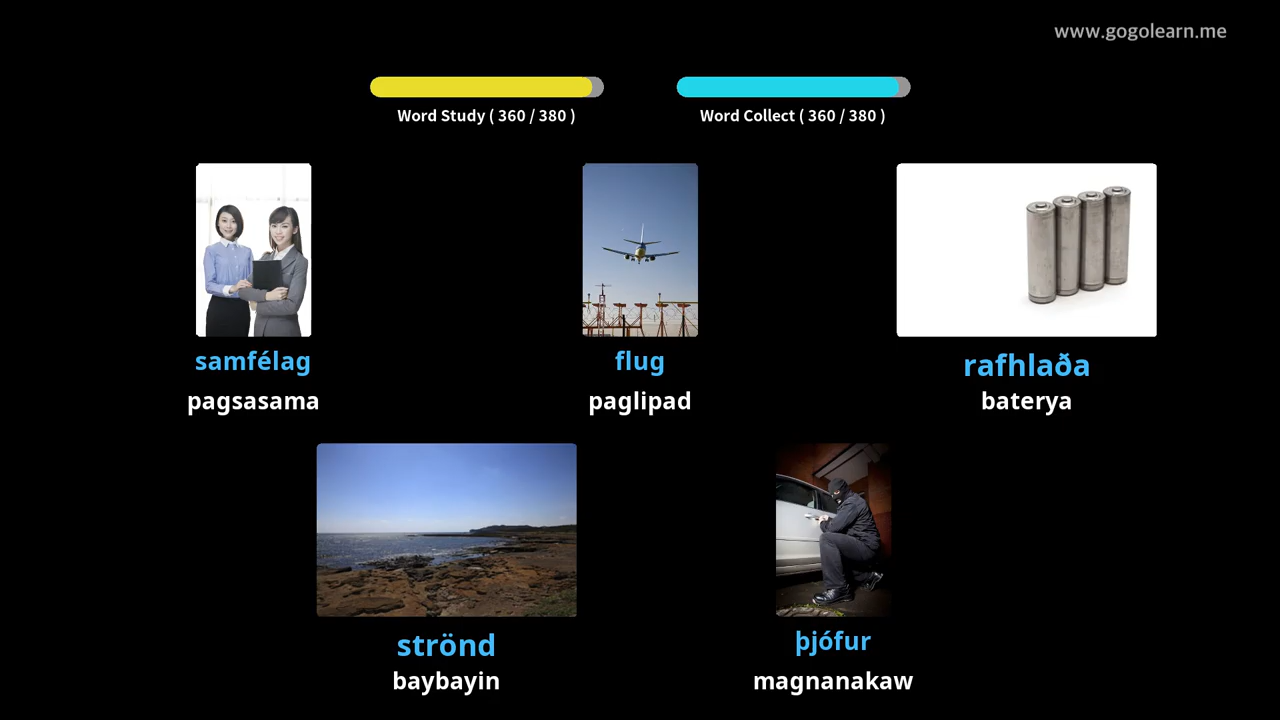 www.gogolearn.me
Word Study ( 360 / 380 )
Word Collect ( 360 / 380 )
samfélag
pagsasama
flug
paglipad
rafhlaða
baterya
strönd
baybayin
þjófur
magnanakaw